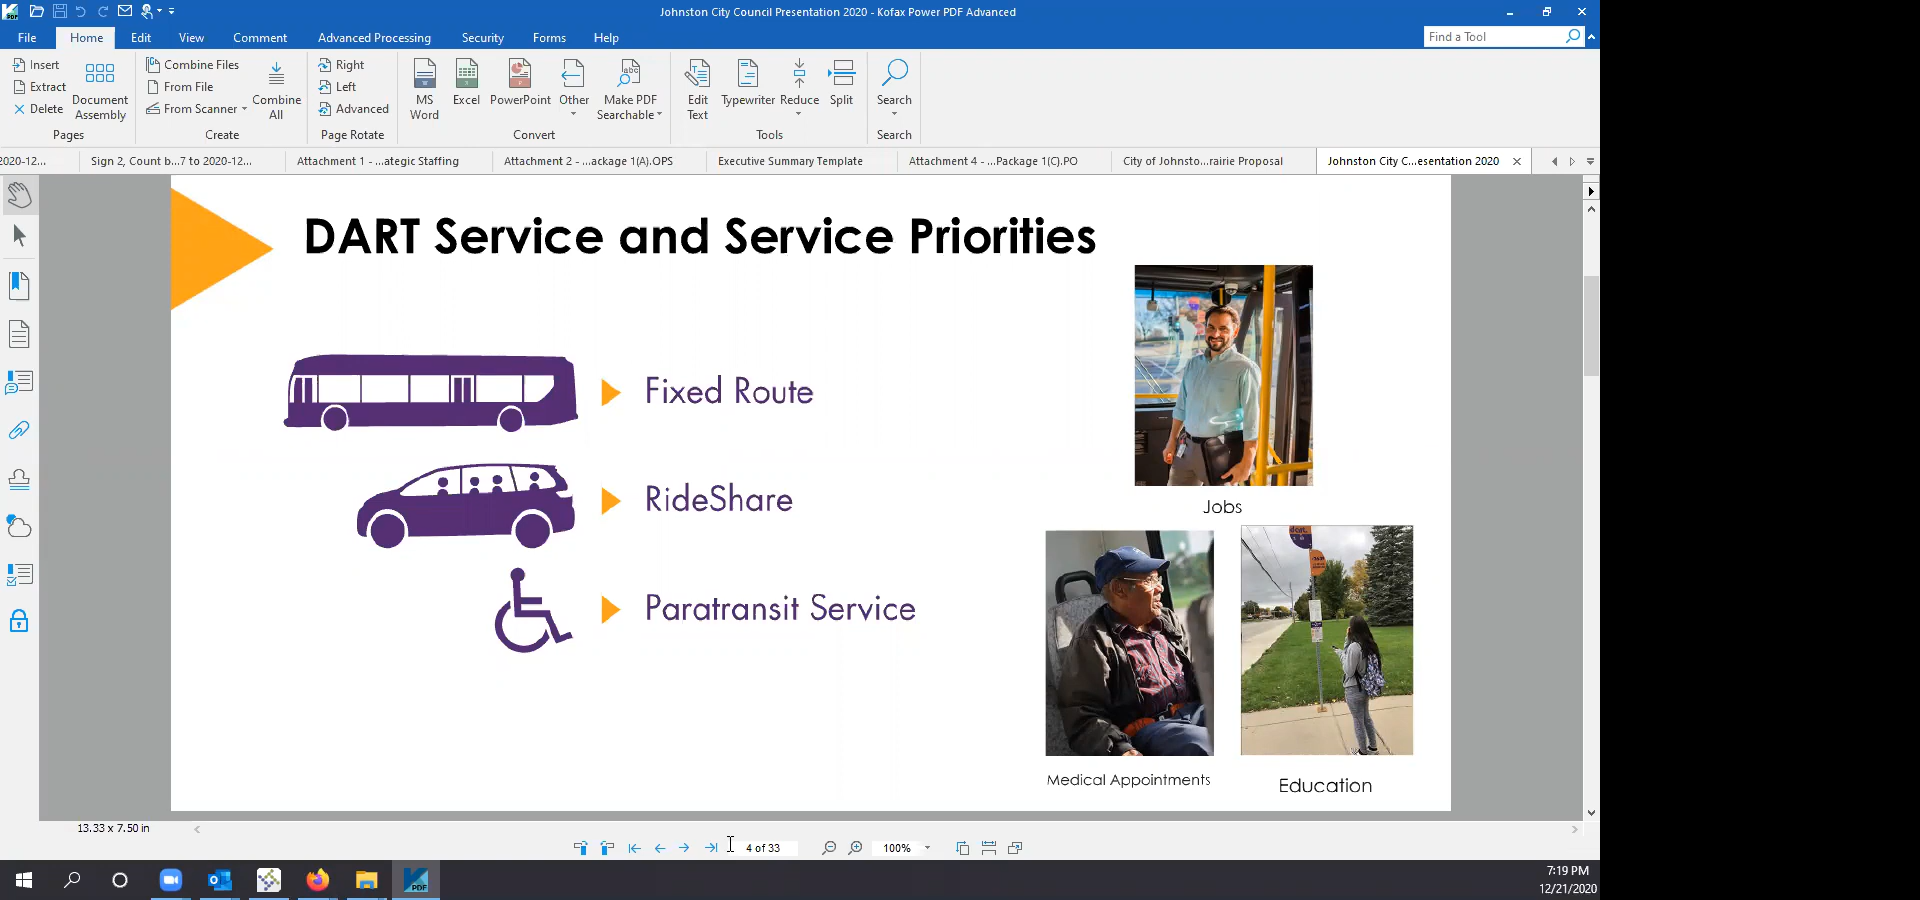 Johnston City Council Presentation 2020 - Kofax Power PDF Advanced
File Home Edit View Comment Advanced Processing Security Forms Help
Find a Tool
Insert
Extract
Delete
Document
Assembly
Pages
Combine Files
From File
From Scanner
Combine
All
Create
Right
Left
Advanced
Page Rotate
MS
Word
Excel
PowerPoint
Other
Make PDF
Searchable
Convert
Edit
Text
Typewriter
Reduce
Split
Tools
Search
Search
2020-12...
Sign 2, Count b...7 to 2020-12...
Attachment 1 - ...ategic Staffing
Attachment 2 - ...ackage 1(A).OPS
Executive Summary Template
Attachment 4 - ...Package 1(C).PO
City of Johnsto...rairie Proposal
Johnston City C...esentation 2020
DART Service and Service Priorities
Fixed Route
RideShare
Paratransit Service
Jobs
Medical Appointments
Education
dart.
13.33 x 7.50 in
4 of 33
100%
PDF
7:19 PM
12/21/2020